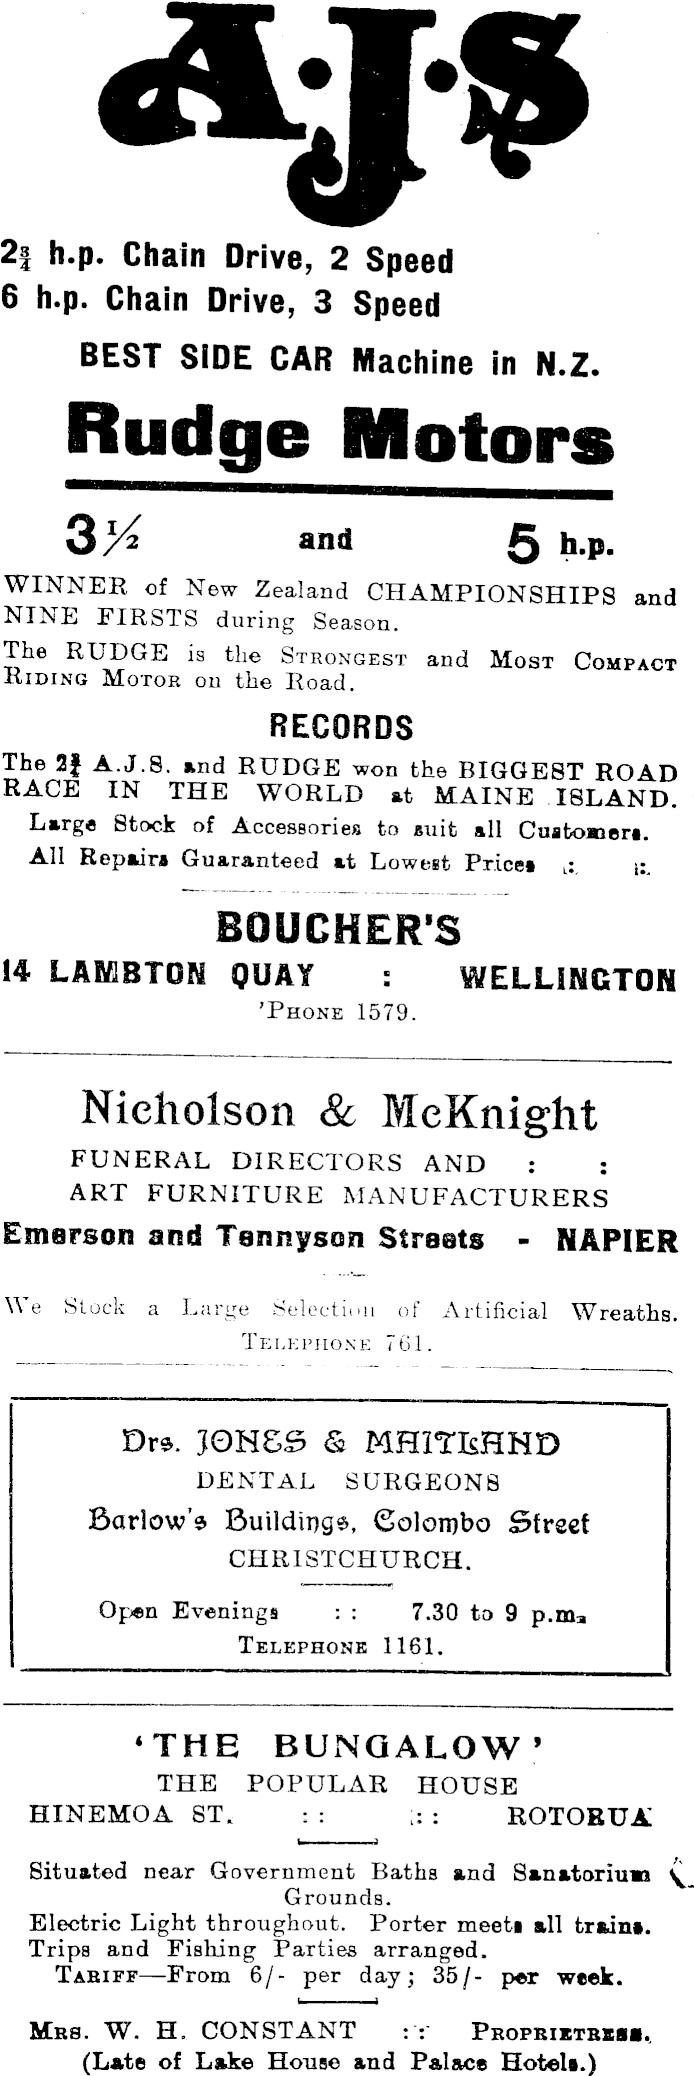 A.J.S
2¾ h.p. Chain Drive, 2 Speed
6 h.p. Chain Drive, 3 Speed
BEST SIDE CAR Machine in N.Z.
Rudge Motors
3½ and 5 h.p.
WINNER of New Zealand CHAMPIONSHIPS and
NINE FIRSTS during Season.
The RUDGE is the STRONGEST and MOST COMPACT
RIDING MOTOR on the Road.
RECORDS
The 2¾ A.J.S. and RUDGE won the BIGGEST ROAD
RACE IN THE WORLD at MAINE ISLAND.
Large Stock of Accessories to suit all Customers.
All Repairs Guaranteed at Lowest Prices .: :.
BOUCHER'S
14 LAMBTON QUAY : WELLINGTON
'PHONE 1579.
Nicholson & McKnight
FUNERAL DIRECTORS AND : :
ART FURNITURE MANUFACTURERS
Emerson and Tennyson Streets - NAPIER
We Stock a Large Selection of Artificial Wreaths.
TELEPHONE 761.
Drs. JONES & MAITLAND
DENTAL SURGEONS
Barlow's Buildings, Colombo Street
CHRISTCHURCH.
Open Evenings :: 7.30 to 9 p.m.
TELEPHONE 1161.
'THE BUNGALOW'
THE POPULAR HOUSE
HINEMOA ST. :: :: ROTORUA
Situated near Government Baths and Sanatorium
Grounds.
Electric Light throughout. Porter meets all trains.
Trips and Fishing Parties arranged.
TARIFF—From 6/- per day; 35/- per week.
MRS. W. H. CONSTANT :: PROPRIETRESS.
(Late of Lake House and Palace Hotels.)